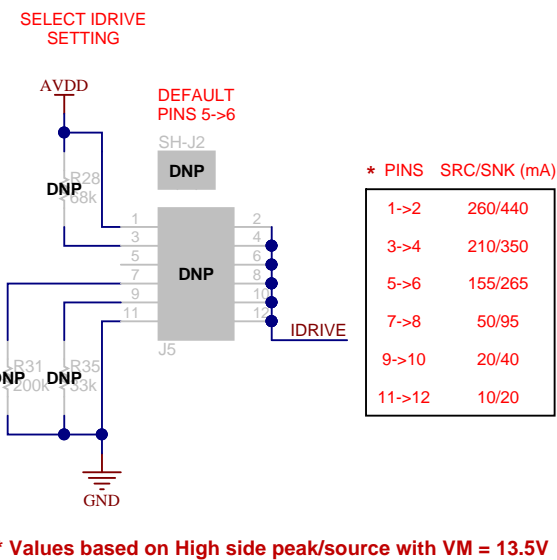 SELECT IDRIVE
SETTING
AVDD
DEFAULT
PINS 5->6
SH-J2
DNP
R28
DNP
68k
1 2
3 4
5 6
7 8
9 10
11 12
DNP
J5
IDRIVE
R31
DNP
200k
R35
DNP
33k
GND
* PINS SRC/SNK (mA)
1->2 260/440
3->4 210/350
5->6 155/265
7->8 50/95
9->10 20/40
11->12 10/20
* Values based on High side peak/source with VM = 13.5V